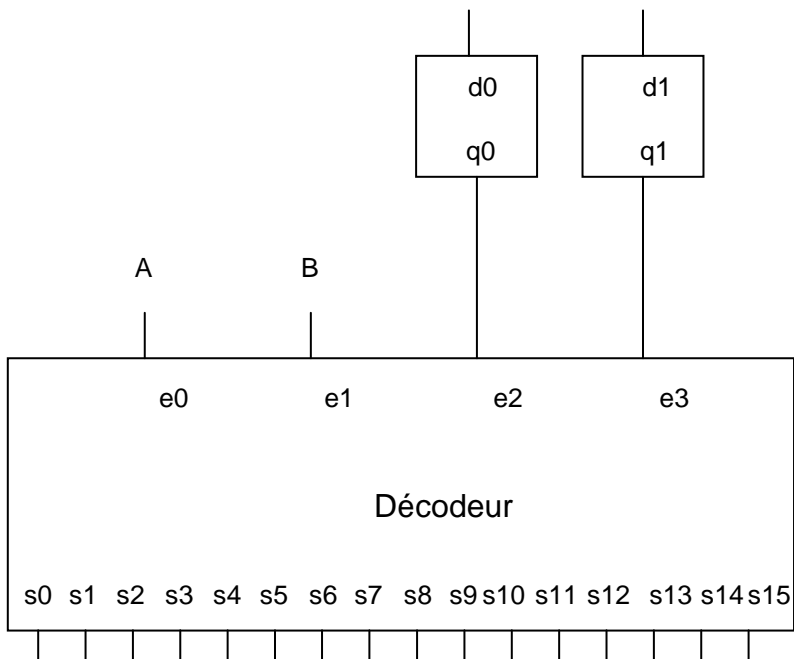 d0 d1
q0 q1
A B
e0 e1 e2 e3
Décodeur
s0 s1 s2 s3 s4 s5 s6 s7 s8 s9 s10 s11 s12 s13 s14 s15